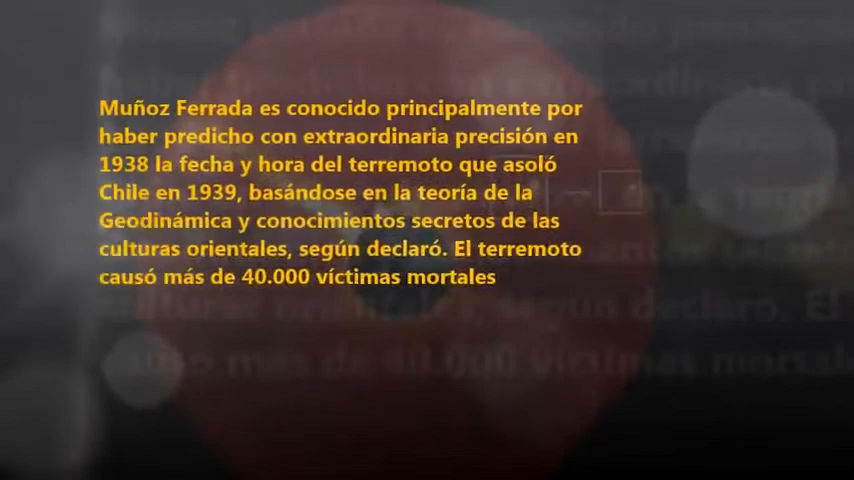 Muñoz Ferrada es conocido principalmente por
haber predicho con extraordinaria precisión en
1938 la fecha y hora del terremoto que asoló
Chile en 1939, basándose en la teoría de la
Geodinámica y conocimientos secretos de las
culturas orientales, según declaró. El terremoto
causó más de 40.000 víctimas mortales